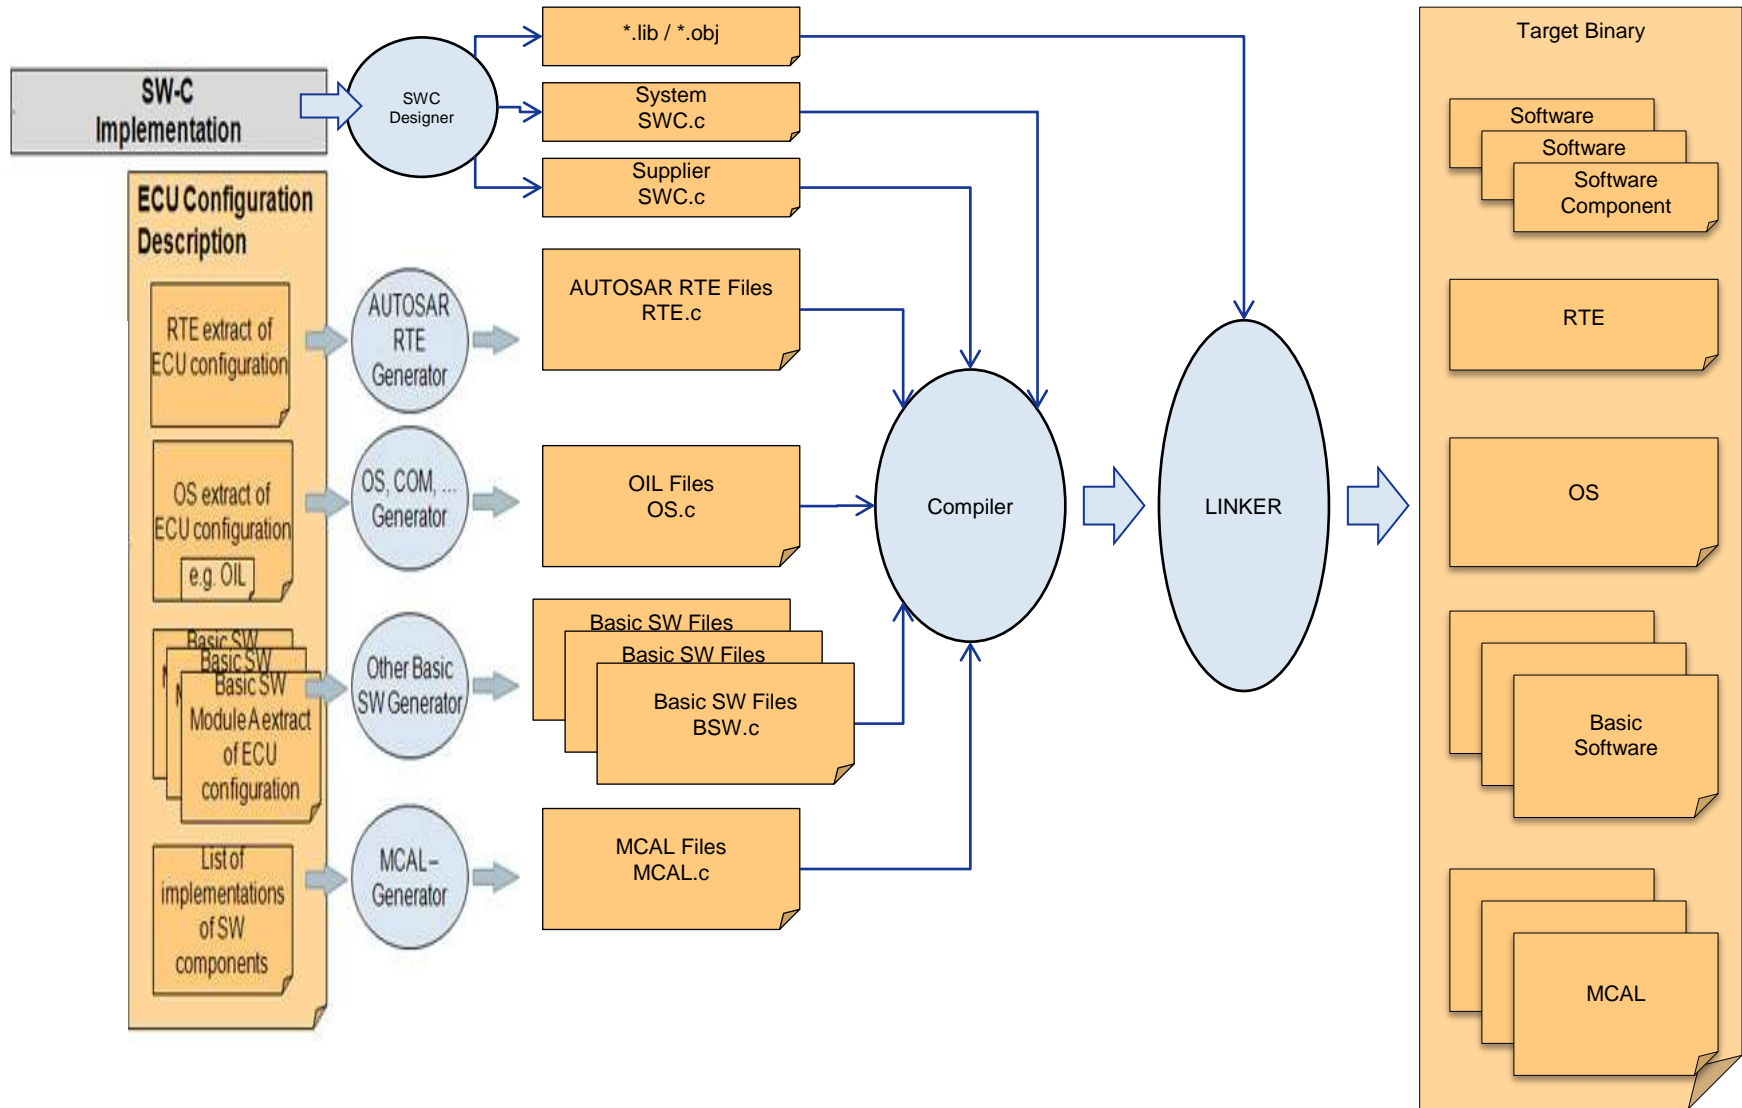 SW-C
Implementation
SWC
Designer
*.lib / *.obj
System
SWC.c
Supplier
SWC.c
ECU Configuration
Description
RTE extract of
ECU configuration
AUTOSAR
RTE
Generator
AUTOSAR RTE Files
RTE.c
OS extract of
ECU configuration
e.g. OIL
OS, COM, ...
Generator
OIL Files
OS.c
Basic SW
Basic SW
Basic SW
Module A extract
of ECU
configuration
Other Basic
SW Generator
Basic SW Files
Basic SW Files
Basic SW Files
BSW.c
List of
implementations
of SW
components
MCAL–
Generator
MCAL Files
MCAL.c
Compiler
LINKER
Target Binary
Software
Software
Software
Component
RTE
OS
Basic
Software
MCAL